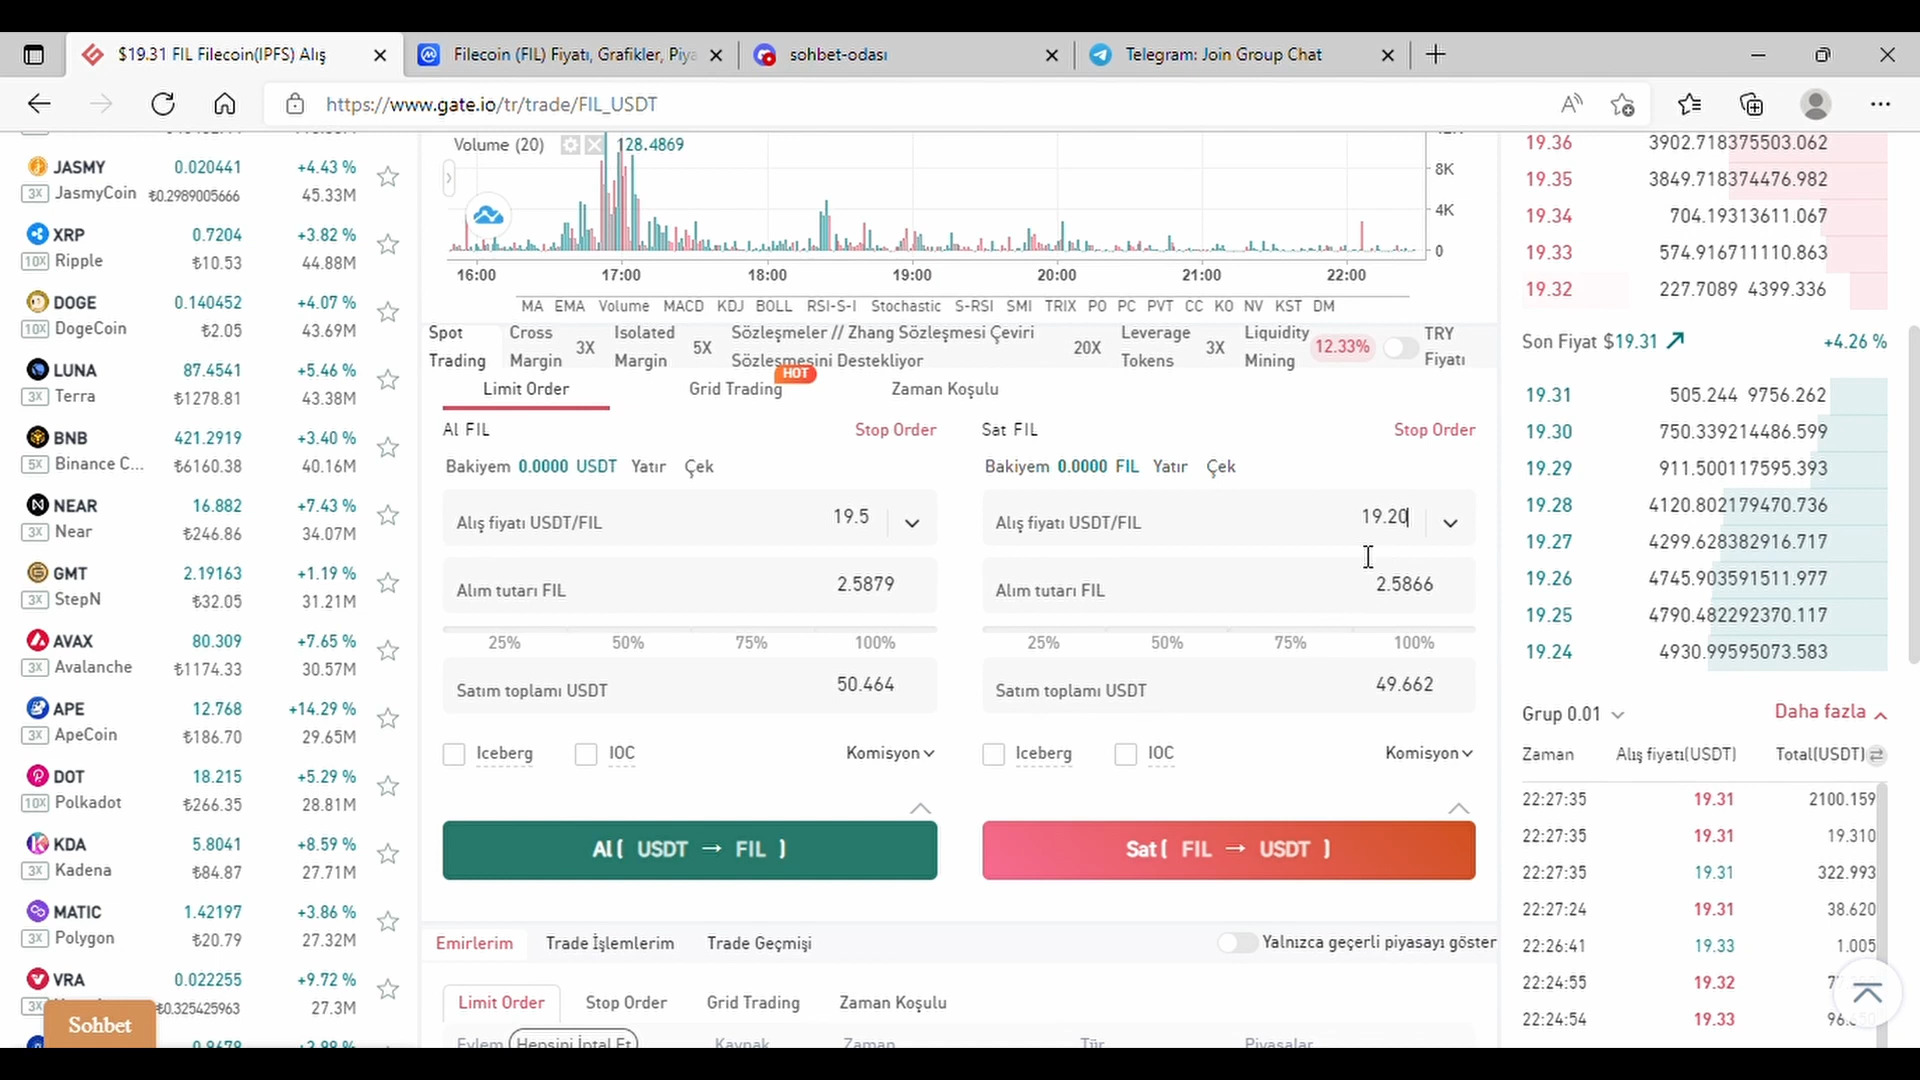 $19.31 FIL Filecoin(IPFS) Alış
Filecoin (FIL) Fiyatı, Grafikler, Piya
sohbet-odası
Telegram: Join Group Chat
https://www.gate.io/tr/trade/FIL_USDT
JASMY 0.020441 +4.43 %
3X JasmyCoin ₺0.2989005666 45.33M
XRP 0.7204 +3.82 %
10X Ripple ₺10.53 44.88M
DOGE 0.140452 +4.07 %
10X DogeCoin ₺2.05 43.69M
LUNA 87.4541 +5.46 %
3X Terra ₺1278.81 43.38M
BNB 421.2919 +3.40 %
5X Binance C... ₺6160.38 40.16M
NEAR 16.882 +7.43 %
3X Near ₺246.86 34.07M
GMT 2.19163 +1.19 %
3X StepN ₺32.05 31.21M
AVAX 80.309 +7.65 %
3X Avalanche ₺1174.33 30.57M
APE 12.768 +14.29 %
3X ApeCoin ₺186.70 29.65M
DOT 18.215 +5.29 %
10X Polkadot ₺266.35 28.81M
KDA 5.8041 +8.59 %
3X Kadena ₺84.87 27.71M
MATIC 1.42197 +3.86 %
3X Polygon ₺20.79 27.32M
VRA 0.022255 +9.72 %
3X ₺0.325425963 27.3M
Sohbet
Volume (20) 128.4869
8K
4K
0
16:00 17:00 18:00 19:00 20:00 21:00 22:00
MA EMA Volume MACD KDJ BOLL RSI-S-I Stochastic S-RSI SMI TRIX PO PC PVT CC KO NV KST DM
Spot Trading
Cross Margin 3X
Isolated Margin 5X
Sözleşmeler // Zhang Sözleşmesi Çeviri Sözleşmesini Destekliyor 20X
Leverage Tokens 3X
Liquidity Mining 12.33%
TRY Fiyatı
Limit Order Grid Trading HOT Zaman Koşulu
Al FIL Stop Order
Bakiyem 0.0000 USDT Yatır Çek
Alış fiyatı USDT/FIL 19.5
Alım tutarı FIL 2.5879
25% 50% 75% 100%
Satım toplamı USDT 50.464
Iceberg IOC Komisyon
Al ( USDT → FIL )
Sat FIL Stop Order
Bakiyem 0.0000 FIL Yatır Çek
Alış fiyatı USDT/FIL 19.20
Alım tutarı FIL 2.5866
25% 50% 75% 100%
Satım toplamı USDT 49.662
Iceberg IOC Komisyon
Sat ( FIL → USDT )
Emirlerim Trade İşlemlerim Trade Geçmişi Yalnızca geçerli piyasayı göster
Limit Order Stop Order Grid Trading Zaman Koşulu
Eylem Hepsini İptal Et Kaynak Zaman Tür Piyasalar
19.36 3902.718375503.062
19.35 3849.718374476.982
19.34 704.19313611.067
19.33 574.916711110.863
19.32 227.7089 4399.336
Son Fiyat $19.31 +4.26 %
19.31 505.244 9756.262
19.30 750.339214486.599
19.29 911.500117595.393
19.28 4120.802179470.736
19.27 4299.628382916.717
19.26 4745.903591511.977
19.25 4790.482292370.117
19.24 4930.99595073.583
Grup 0.01 Daha fazla
Zaman Alış fiyatı(USDT) Total(USDT)
22:27:35 19.31 2100.159
22:27:35 19.31 19.310
22:27:35 19.31 322.993
22:27:24 19.31 38.620
22:26:41 19.33 1.005
22:24:55 19.32
22:24:54 19.33